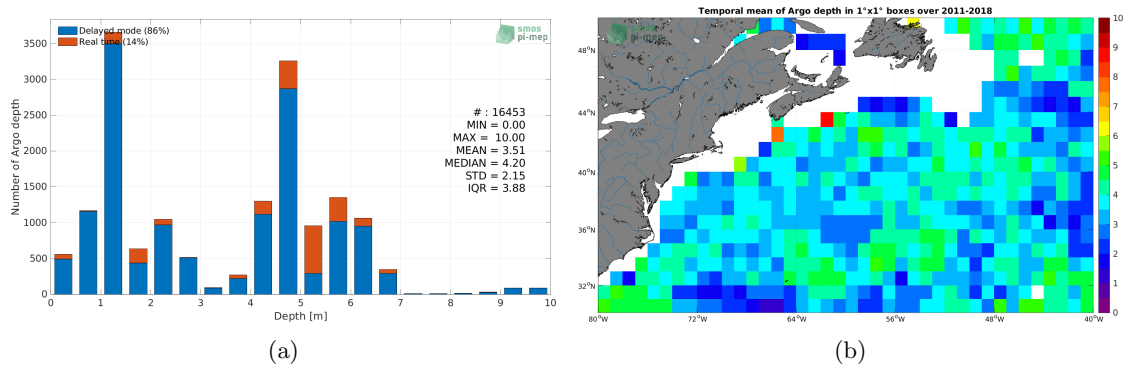 Delayed mode (86%)
Real time (14%)
smos
pi-mep
Number of Argo depth
3500
3000
2500
2000
1500
1000
500
0
# : 16453
MIN = 0.00
MAX = 10.00
MEAN = 3.51
MEDIAN = 4.20
STD = 2.15
IQR = 3.88
0 1 2 3 4 5 6 7 8 9 10
Depth [m]
(a)
Temporal mean of Argo depth in 1°x1° boxes over 2011-2018
smos
pi-mep
48°N
44°N
40°N
36°N
32°N
80°W 72°W 64°W 56°W 48°W 40°W
10
9
8
7
6
5
4
3
2
1
0
(b)